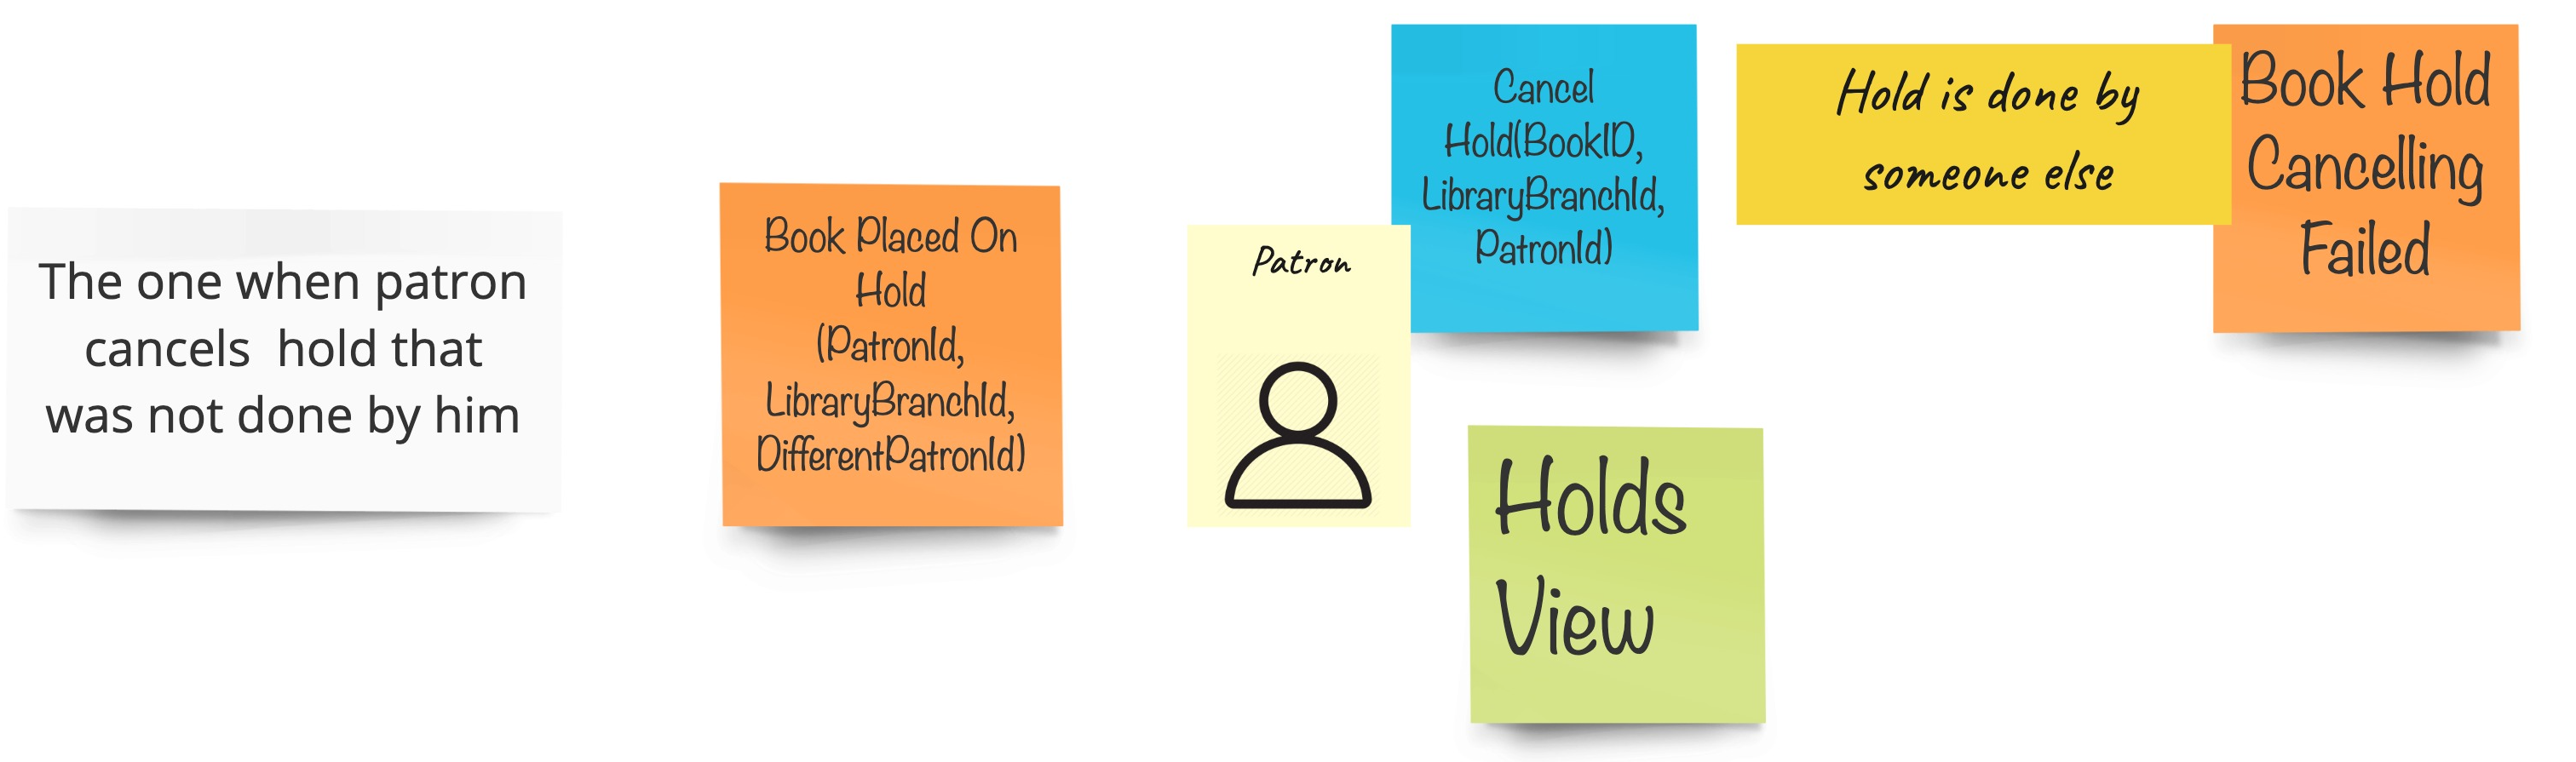 The one when patron
cancels  hold that
was not done by him
Book Placed On
Hold
(PatronId,
LibraryBranchId,
DifferentPatronId)
Patron
Cancel
Hold(BookID,
LibraryBranchId,
PatronId)
Holds
View
Hold is done by
someone else
Book Hold
Cancelling
Failed